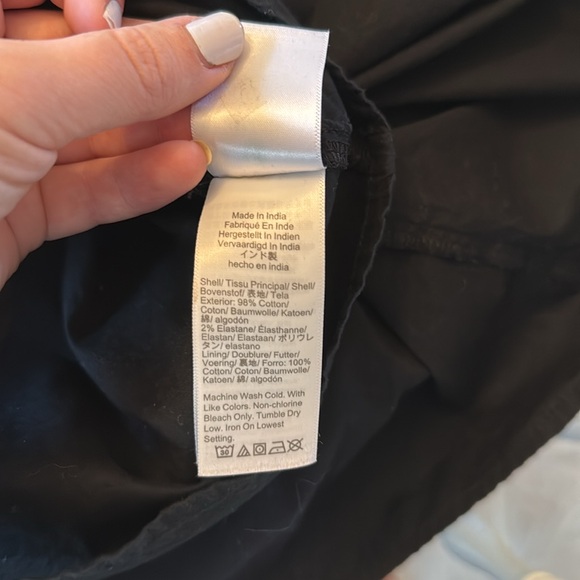 Made In India
Fabriqué En Inde
Hergestellt In Indien
Vervaardigd In India
インド製
hecho en india
Shell/ Tissu Principal/ Shell/
Bovenstof/ 表地/ Tela
Exterior: 98% Cotton/
Coton/ Baumwolle/ Katoen/
綿/ algodón
2% Elastane/ Élasthanne/
Elastan/ Elastaan/ ポリウレ
タン/ elastano
Lining/ Doublure/ Futter/
Voering/ 裏地/ Forro: 100%
Cotton/ Coton/ Baumwolle/
Katoen/ 綿/ algodón
Machine Wash Cold. With
Like Colors. Non-chlorine
Bleach Only. Tumble Dry
Low. Iron On Lowest
Setting.
30